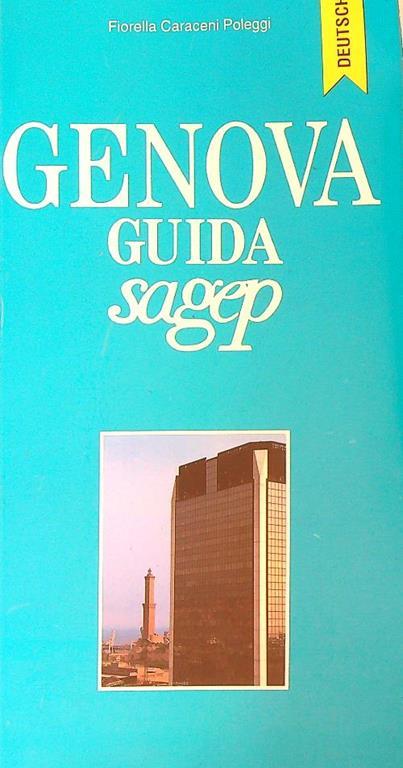 Fiorella Caraceni Poleggi
DEUTSCH
GENOVA
GUIDA
sagep